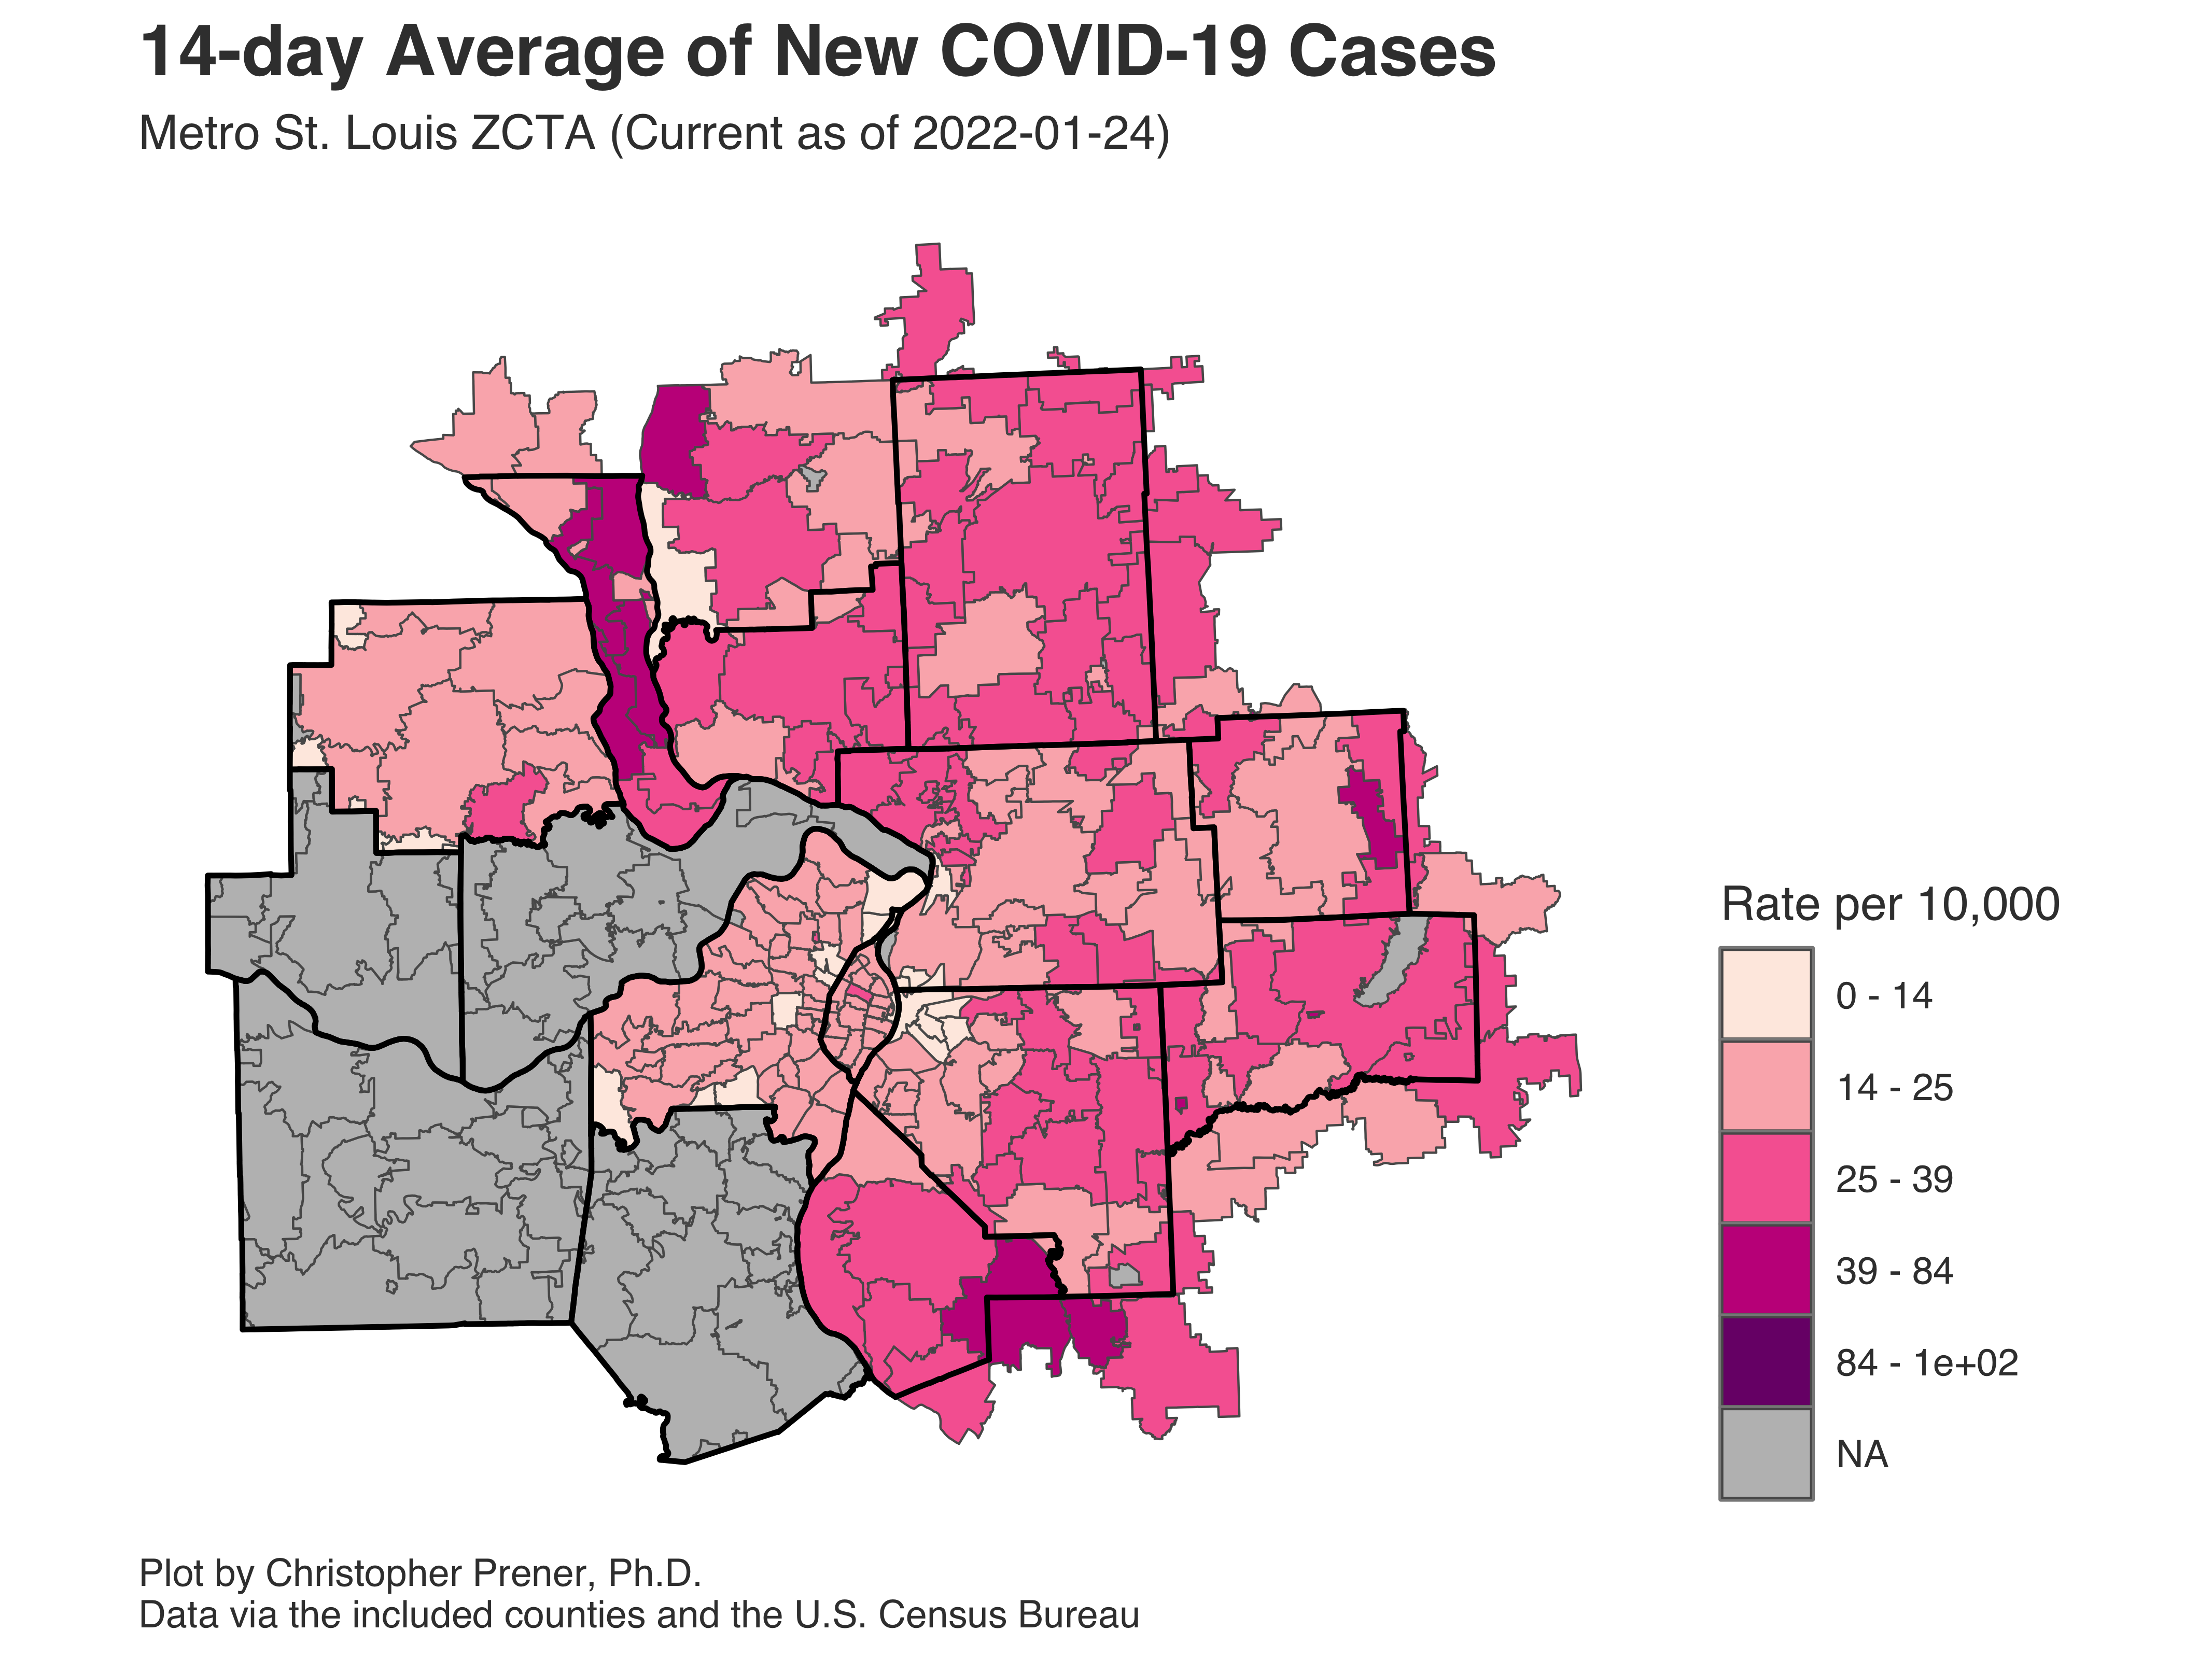 14-day Average of New COVID-19 Cases
Metro St. Louis ZCTA (Current as of 2022-01-24)
Rate per 10,000
0 - 14
14 - 25
25 - 39
39 - 84
84 - 1e+02
NA
Plot by Christopher Prener, Ph.D.
Data via the included counties and the U.S. Census Bureau